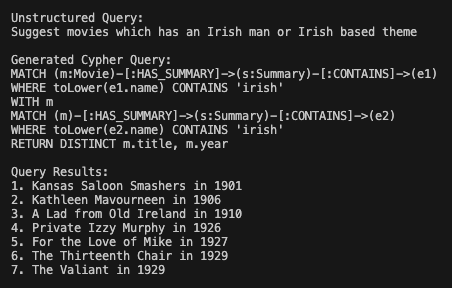 Unstructured Query:
Suggest movies which has an Irish man or Irish based theme
Generated Cypher Query:
MATCH (m:Movie)-[:HAS_SUMMARY]->(s:Summary)-[:CONTAINS]->(e1)
WHERE toLower(e1.name) CONTAINS 'irish'
WITH m
MATCH (m)-[:HAS_SUMMARY]->(s:Summary)-[:CONTAINS]->(e2)
WHERE toLower(e2.name) CONTAINS 'irish'
RETURN DISTINCT m.title, m.year
Query Results:
1. Kansas Saloon Smashers in 1901
2. Kathleen Mavourneen in 1906
3. A Lad from Old Ireland in 1910
4. Private Izzy Murphy in 1926
5. For the Love of Mike in 1927
6. The Thirteenth Chair in 1929
7. The Valiant in 1929